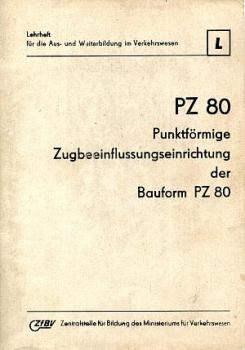 Lehrheft
für die Aus- und Weiterbildung im Verkehrswesen
L
PZ 80
Punktförmige
Zugbeeinflussungseinrichtung
der
Bauform PZ 80
ZfBV Zentralstelle für Bildung des Ministeriums für Verkehrswesen